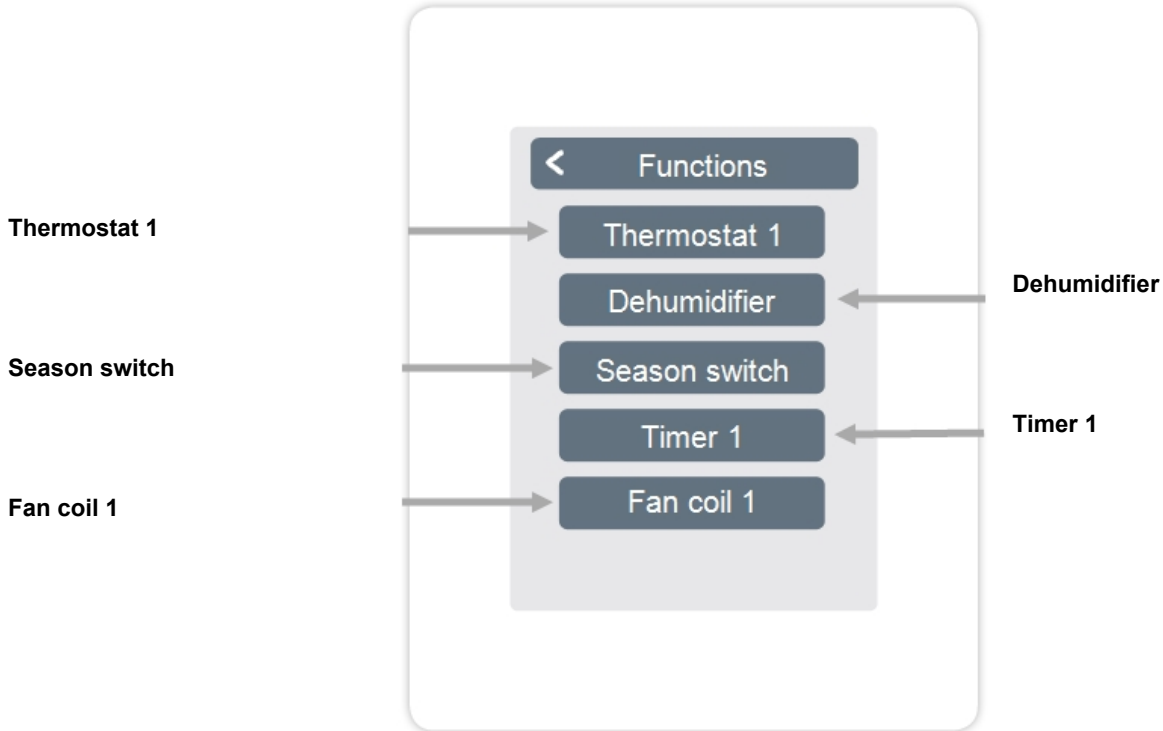 Functions
Thermostat 1
Thermostat 1
Dehumidifier
Dehumidifier
Season switch
Season switch
Timer 1
Timer 1
Fan coil 1
Fan coil 1